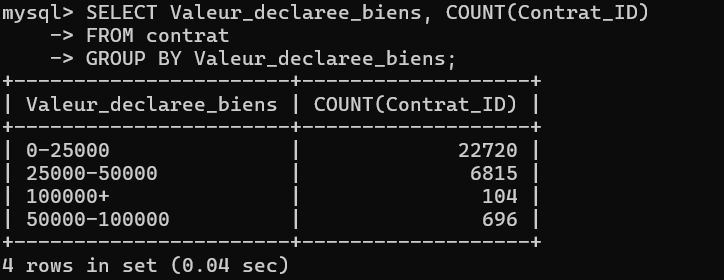 mysql> SELECT Valeur_declaree_biens, COUNT(Contrat_ID)
    -> FROM contrat
    -> GROUP BY Valeur_declaree_biens;
+-----------------------+-------------------+
| Valeur_declaree_biens | COUNT(Contrat_ID) |
+-----------------------+-------------------+
| 0-25000               |             22720 |
| 25000-50000           |              6815 |
| 100000+               |               104 |
| 50000-100000          |               696 |
+-----------------------+-------------------+
4 rows in set (0.04 sec)